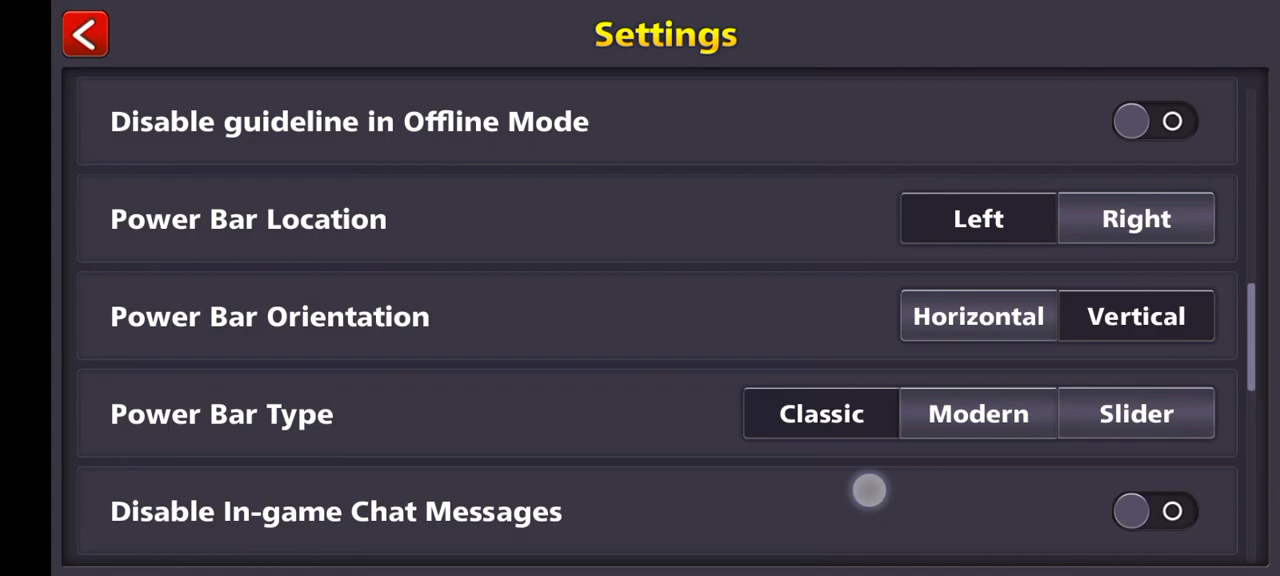 Settings
Disable guideline in Offline Mode
Power Bar Location Left Right
Power Bar Orientation Horizontal Vertical
Power Bar Type Classic Modern Slider
Disable In-game Chat Messages